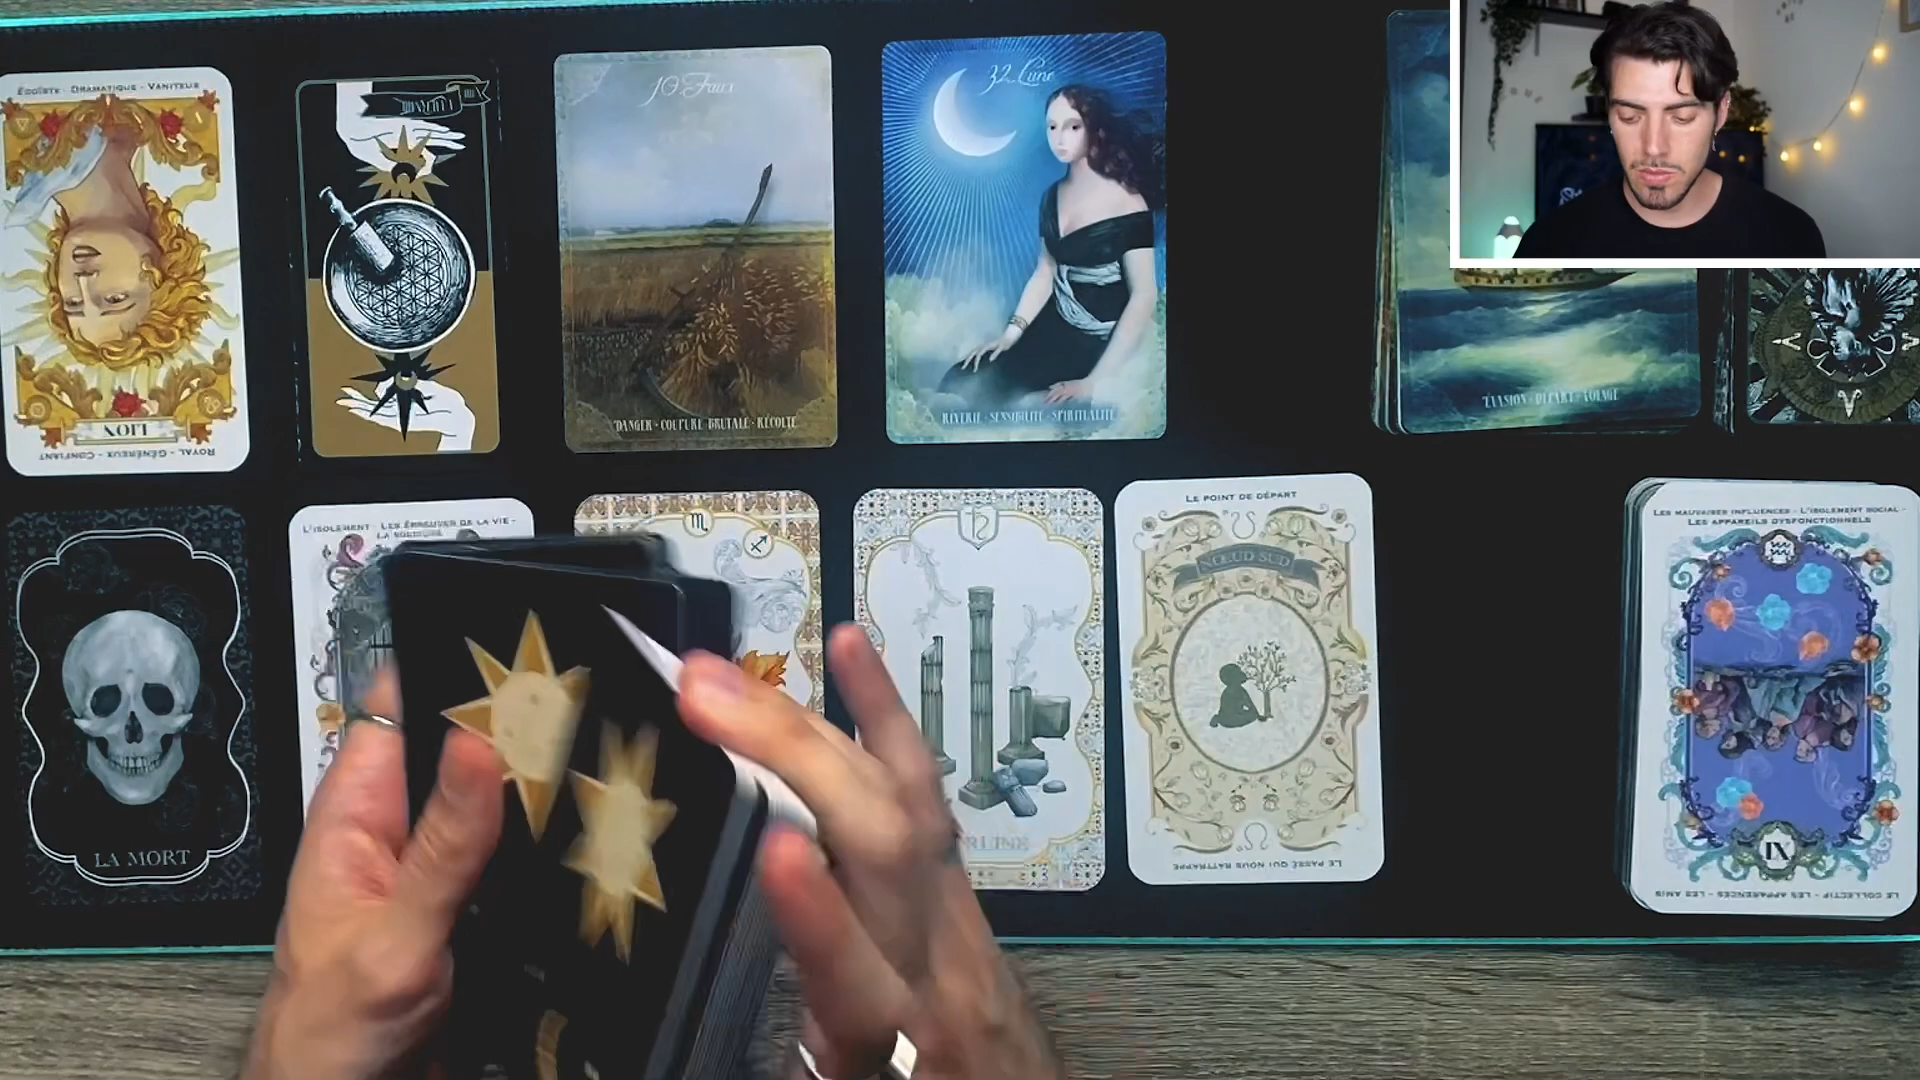 ÉGOÏSTE - DRAMATIQUE - VANITEUX
LION
ROYAL - GÉNÉREUX - CONFIANT
10. Faux
DANGER - COUPURE BRUTALE - RÉCOLTE
32. Lune
RÊVERIE - SENSIBILITÉ - SPIRITUALITÉ
ÉVASION - DÉPART - VOYAGE
LA MORT
L'ISOLEMENT - LES ÉPREUVES DE LA VIE -
RUINE
LE POINT DE DÉPART
NŒUD SUD
LE PASSÉ QUI NOUS RATTRAPE
LES MAUVAISES INFLUENCES - L'ISOLEMENT SOCIAL -
LES APPAREILS DYSFONCTIONNELS
XI
LE COLLECTIF - LES APPARENCES - LES AMIS